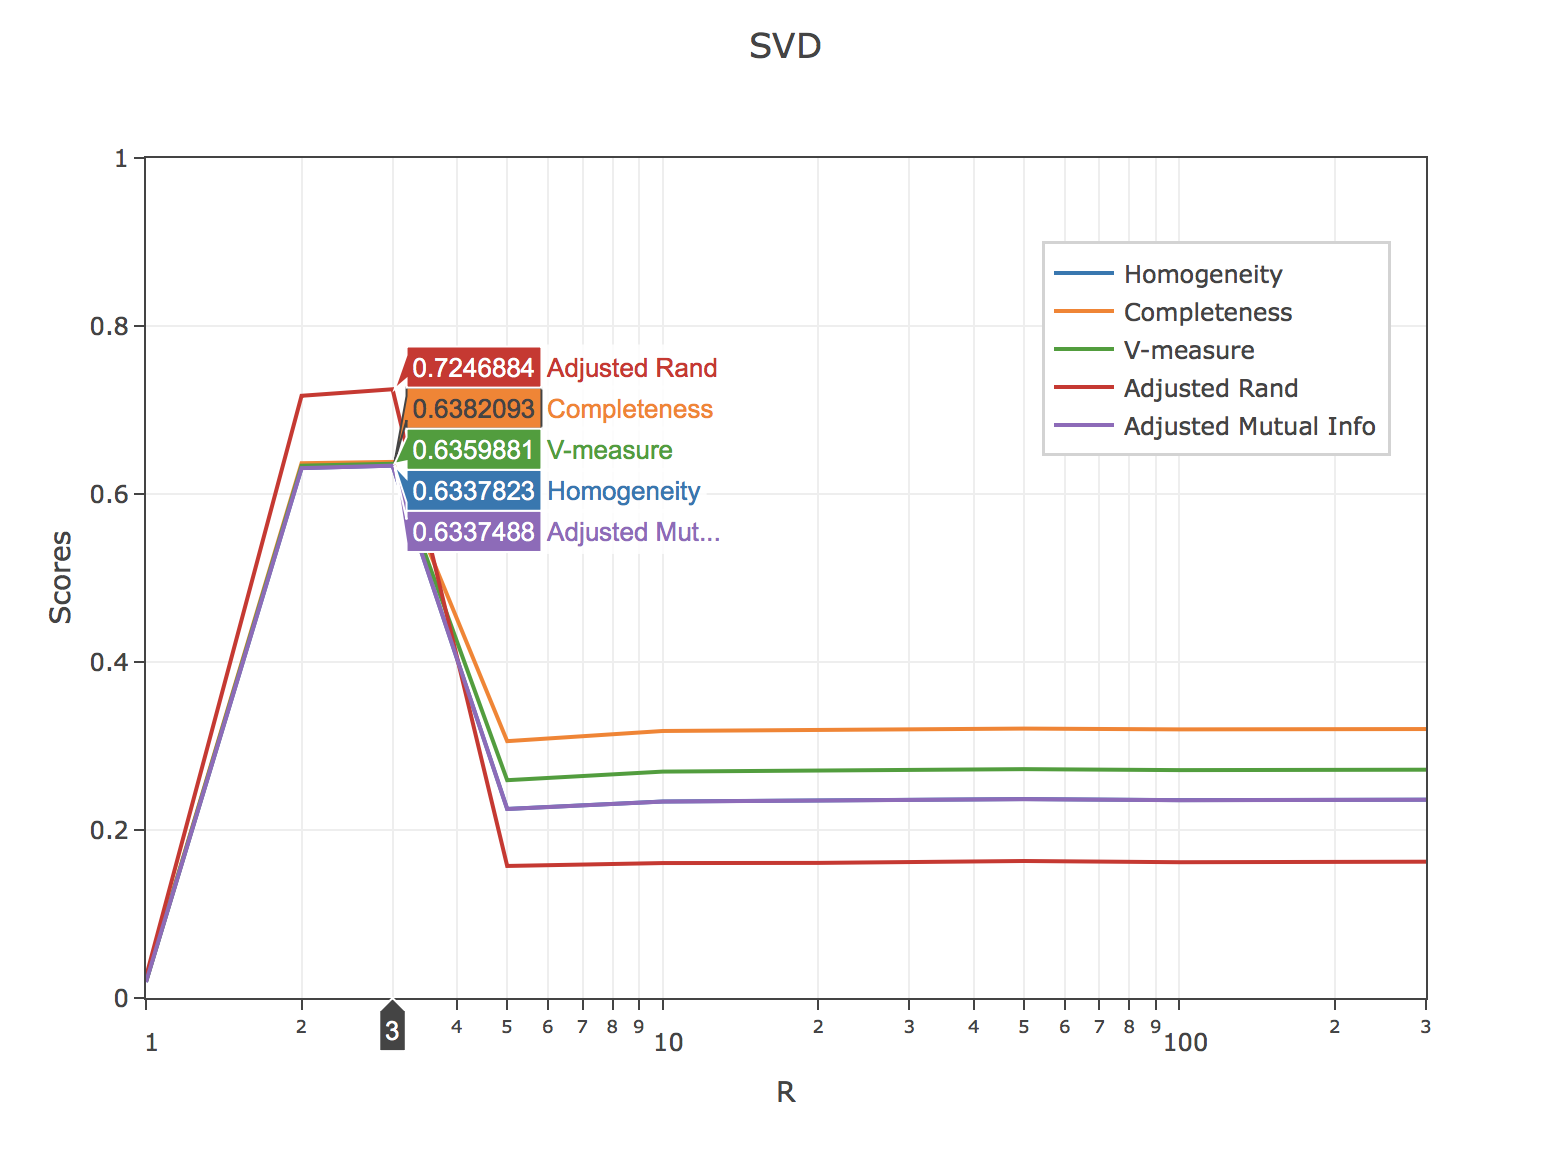 SVD
1
0.8
0.6
0.4
0.2
0
Scores
0.7246884 Adjusted Rand
0.6382093 Completeness
0.6359881 V-measure
0.6337823 Homogeneity
0.6337488 Adjusted Mut...
Homogeneity
Completeness
V-measure
Adjusted Rand
Adjusted Mutual Info
1 2 3 4 5 6 7 8 9 10 2 3 4 5 6 7 8 9 100 2 3
R